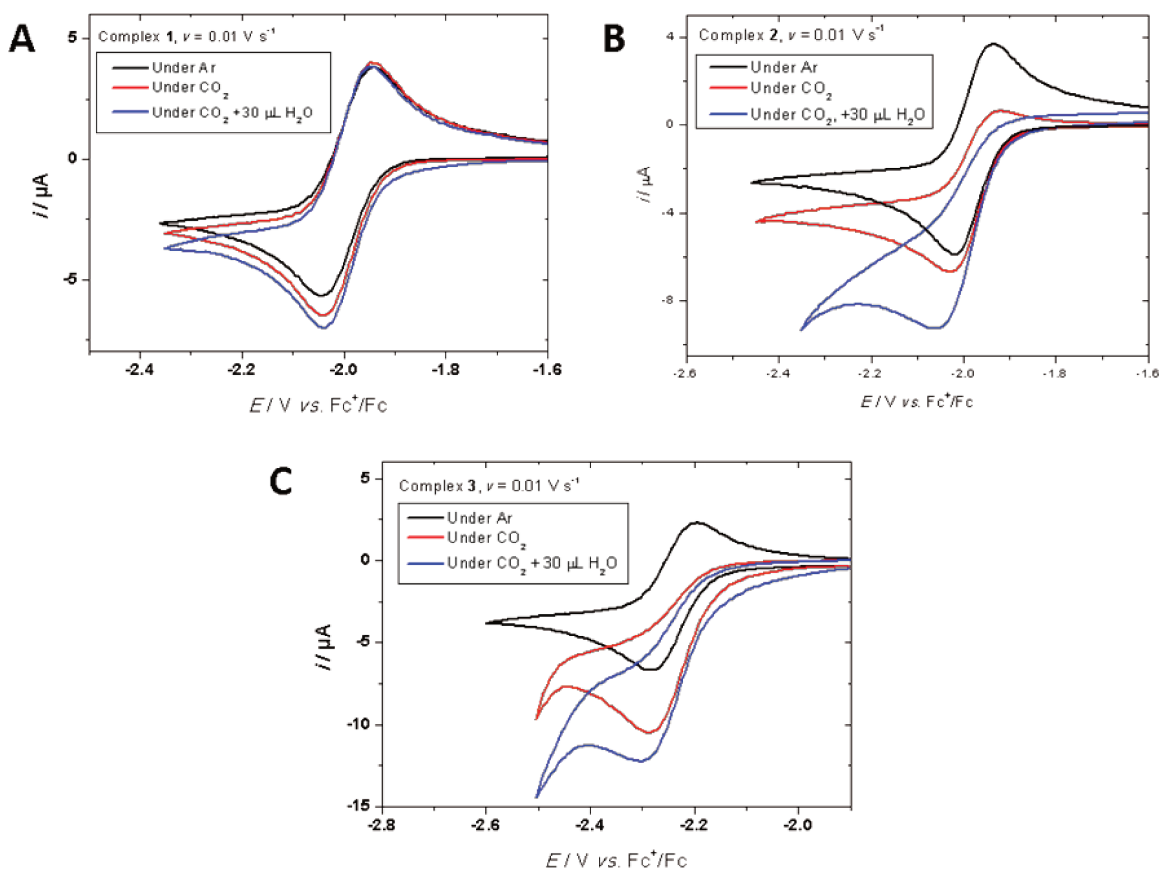 A
Complex 1, ν = 0.01 V s⁻¹
Under Ar
Under CO₂
Under CO₂ +30 µL H₂O
5
0
-5
i / µA
-2.4
-2.2
-2.0
-1.8
-1.6
E / V vs. Fc⁺/Fc
B
Complex 2, ν = 0.01 V s⁻¹
Under Ar
Under CO₂
Under CO₂, +30 µL H₂O
4
0
-4
-8
i / µA
-2.6
-2.4
-2.2
-2.0
-1.8
-1.6
E / V vs. Fc⁺/Fc
C
Complex 3, ν = 0.01 V s⁻¹
Under Ar
Under CO₂
Under CO₂ + 30 µL H₂O
5
0
-5
-10
-15
i / µA
-2.8
-2.6
-2.4
-2.2
-2.0
E / V vs. Fc⁺/Fc